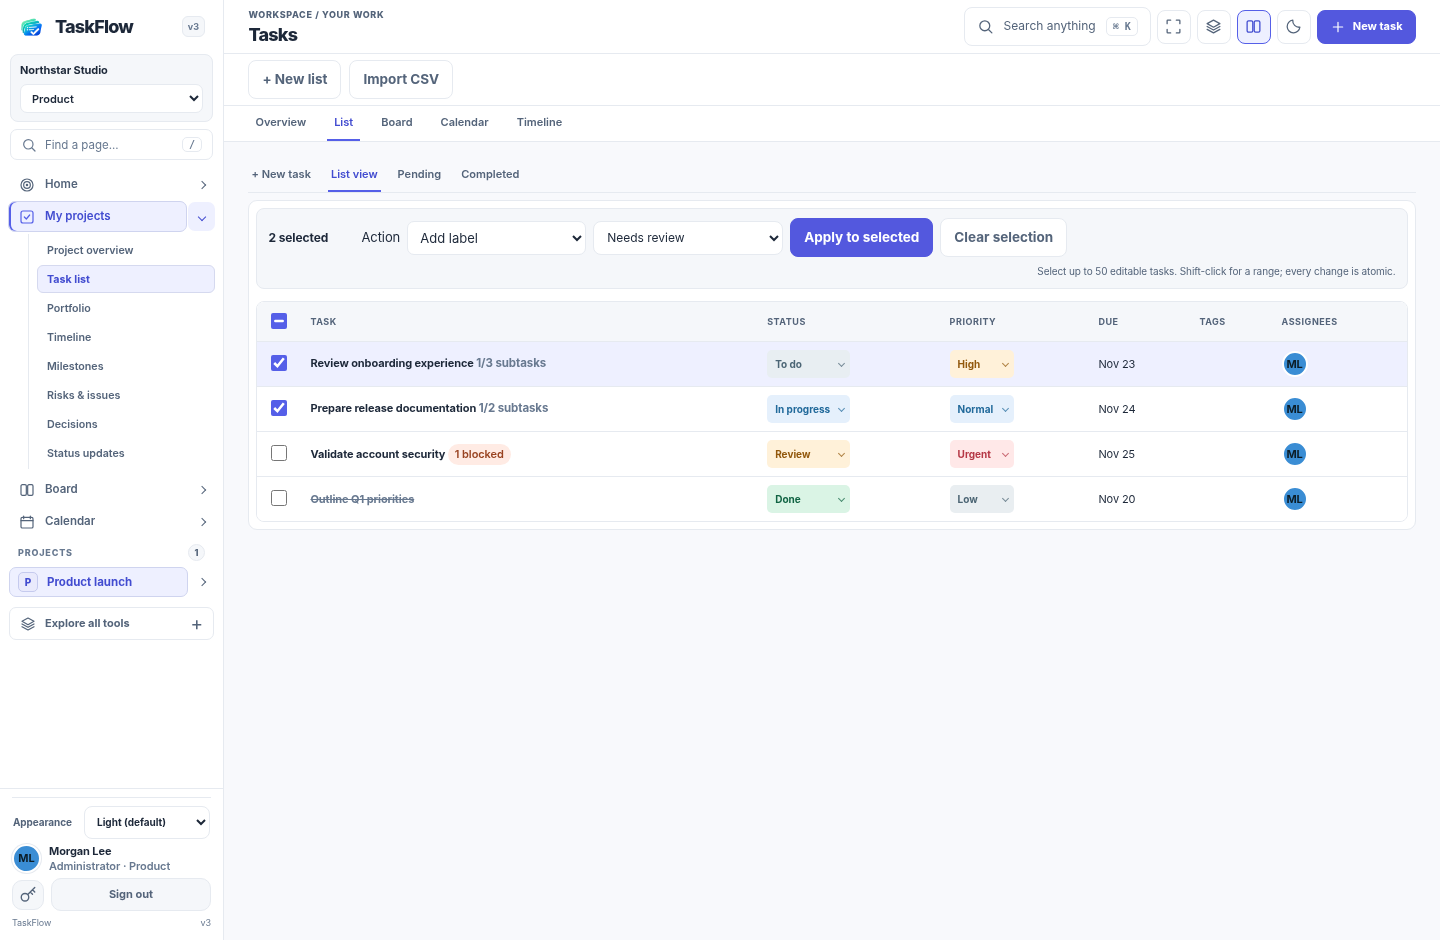 TaskFlow
v3
Northstar Studio
Product
Find a page...
/
Home
My projects
Project overview
Task list
Portfolio
Timeline
Milestones
Risks & issues
Decisions
Status updates
Board
Calendar
PROJECTS
1
P
Product launch
Explore all tools
+
Appearance
Light (default)
ML
Morgan Lee
Administrator · Product
Sign out
TaskFlow
v3
WORKSPACE / YOUR WORK
Tasks
Search anything
⌘ K
+ New task
+ New list
Import CSV
Overview
List
Board
Calendar
Timeline
+ New task
List view
Pending
Completed
2 selected
Action
Add label
Needs review
Apply to selected
Clear selection
Select up to 50 editable tasks. Shift-click for a range; every change is atomic.
TASK STATUS PRIORITY DUE TAGS ASSIGNEES
Review onboarding experience 1/3 subtasks To do High Nov 23 ML
Prepare release documentation 1/2 subtasks In progress Normal Nov 24 ML
Validate account security 1 blocked Review Urgent Nov 25 ML
Outline Q1 priorities Done Low Nov 20 ML